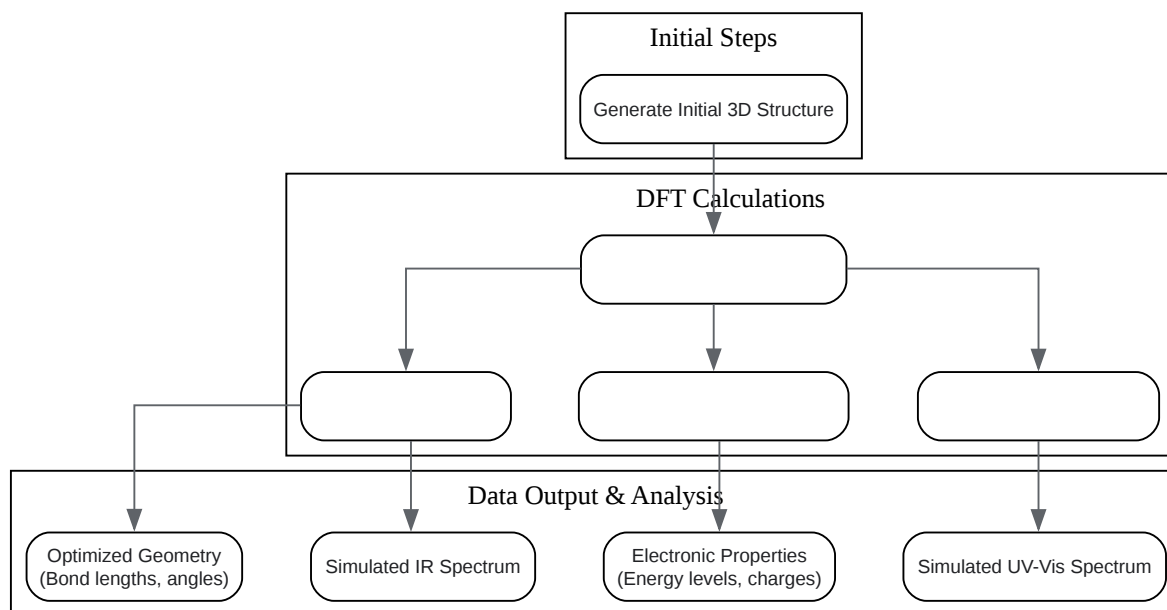 Initial Steps
Generate Initial 3D Structure
DFT Calculations
Data Output & Analysis
Optimized Geometry
(Bond lengths, angles)
Simulated IR Spectrum
Electronic Properties
(Energy levels, charges)
Simulated UV-Vis Spectrum